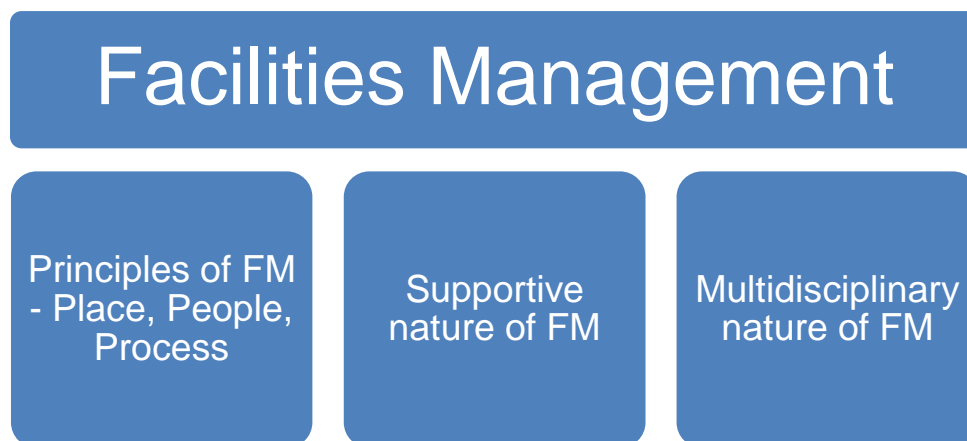 Facilities Management
Principles of FM
- Place, People,
Process
Supportive
nature of FM
Multidisciplinary
nature of FM